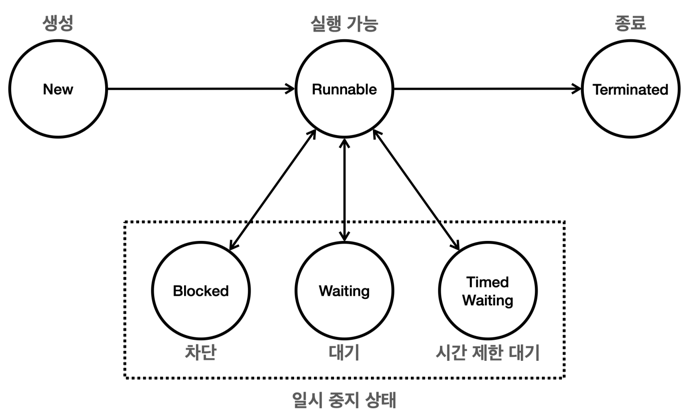 생성
실행 가능
종료
New
Runnable
Terminated
Blocked
Waiting
Timed
Waiting
차단
대기
시간 제한 대기
일시 중지 상태